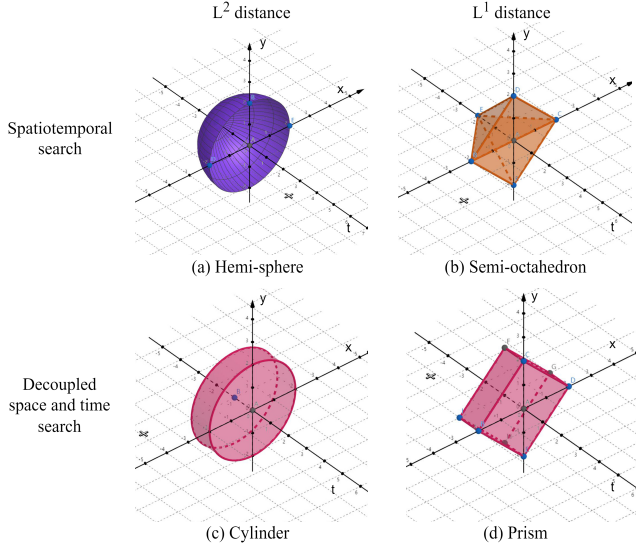 L² distance
L¹ distance
Spatiotemporal
search
y
x
t
y
x
t
(a) Hemi-sphere
(b) Semi-octahedron
Decoupled
space and time
search
y
x
t
y
x
t
(c) Cylinder
(d) Prism